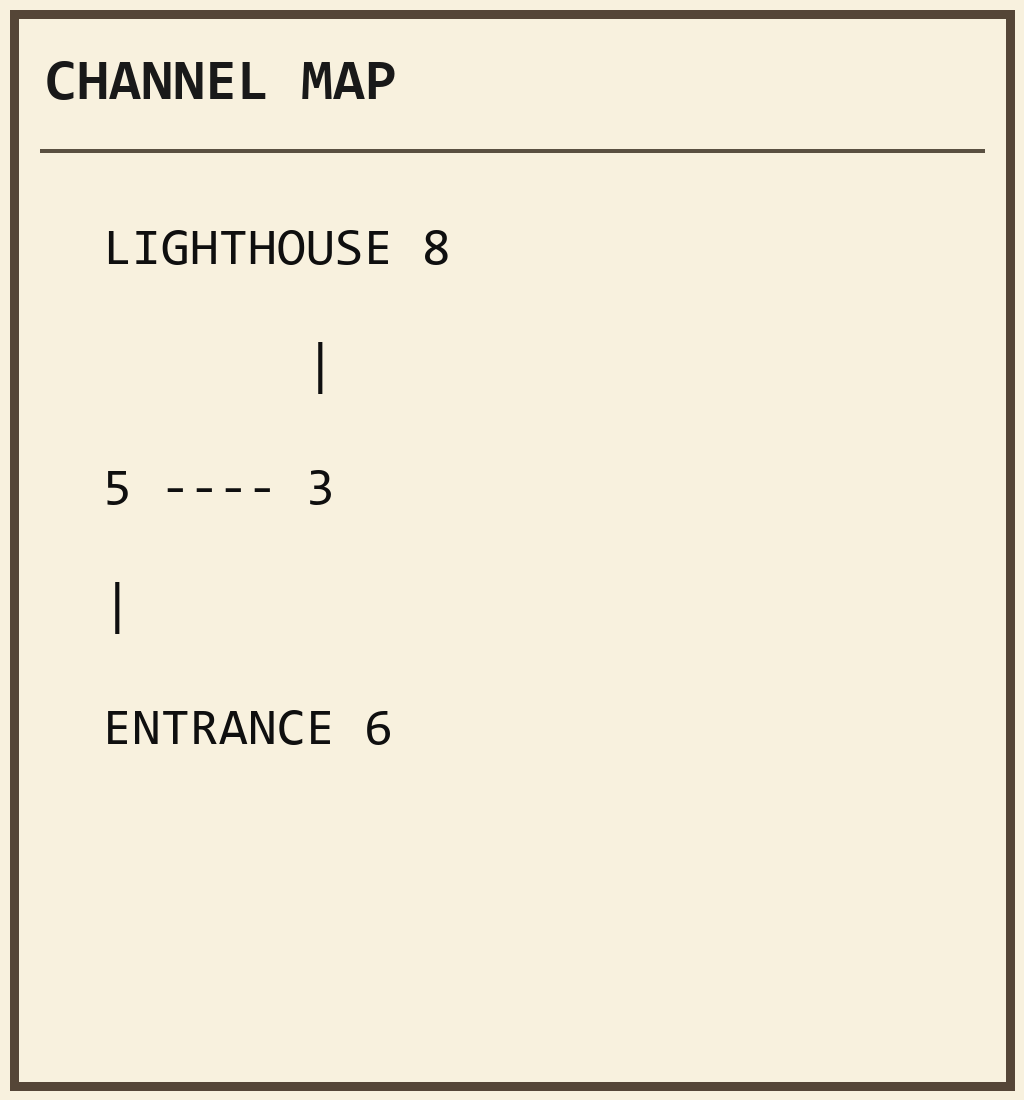 CHANNEL MAP
LIGHTHOUSE 8
|
5 ---- 3
|
ENTRANCE 6